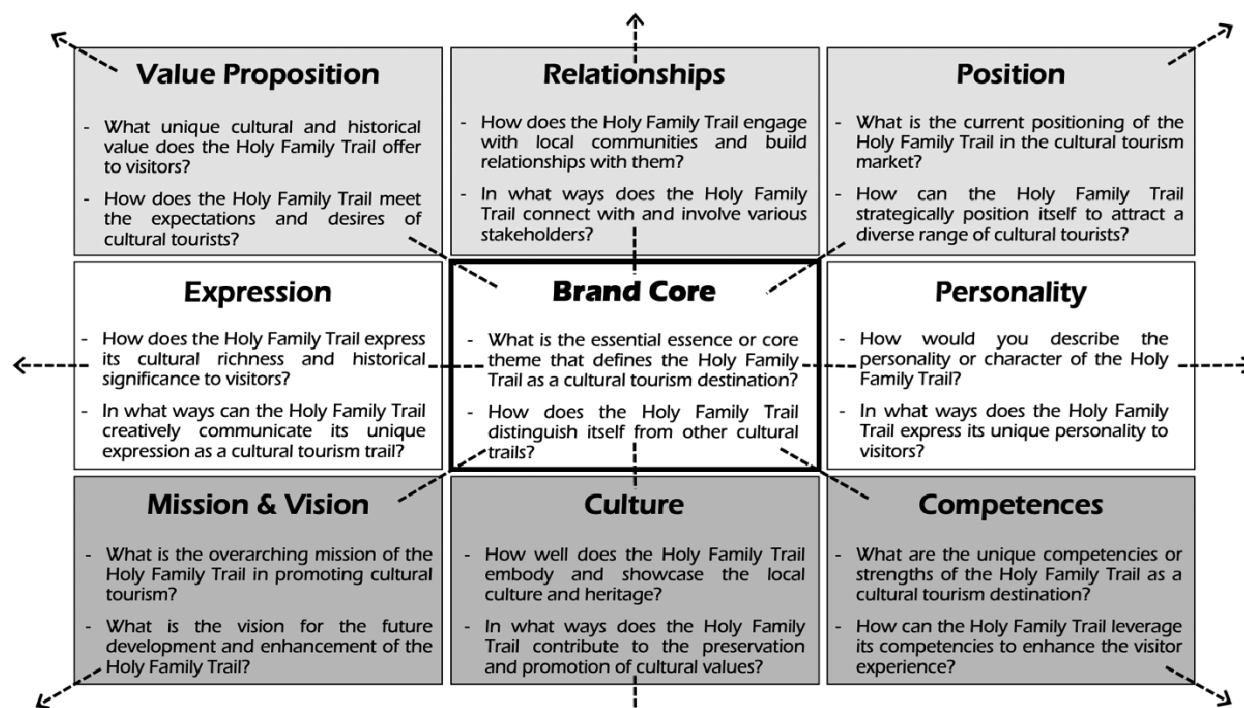 Value Proposition
- What unique cultural and historical
value does the Holy Family Trail offer
to visitors?
- How does the Holy Family Trail meet
the expectations and desires of
cultural tourists?
Relationships
- How does the Holy Family Trail engage
with local communities and build
relationships with them?
- In what ways does the Holy Family
Trail connect with and involve various
stakeholders?
Position
- What is the current positioning of the
Holy Family Trail in the cultural tourism
market?
- How can the Holy Family Trail
strategically position itself to attract a
diverse range of cultural tourists?
Expression
- How does the Holy Family Trail express
its cultural richness and historical
significance to visitors?
- In what ways can the Holy Family Trail
creatively communicate its unique
expression as a cultural tourism trail?
Brand Core
- What is the essential essence or core
theme that defines the Holy Family
Trail as a cultural tourism destination?
- How does the Holy Family Trail
distinguish itself from other cultural
trails?
Personality
- How would you describe the
personality or character of the Holy
Family Trail?
- In what ways does the Holy Family
Trail express its unique personality to
visitors?
Mission & Vision
- What is the overarching mission of the
Holy Family Trail in promoting cultural
tourism?
- What is the vision for the future
development and enhancement of the
Holy Family Trail?
Culture
- How well does the Holy Family Trail
embody and showcase the local
culture and heritage?
- In what ways does the Holy Family
Trail contribute to the preservation
and promotion of cultural values?
Competences
- What are the unique competencies or
strengths of the Holy Family Trail as a
cultural tourism destination?
- How can the Holy Family Trail leverage
its competencies to enhance the visitor
experience?